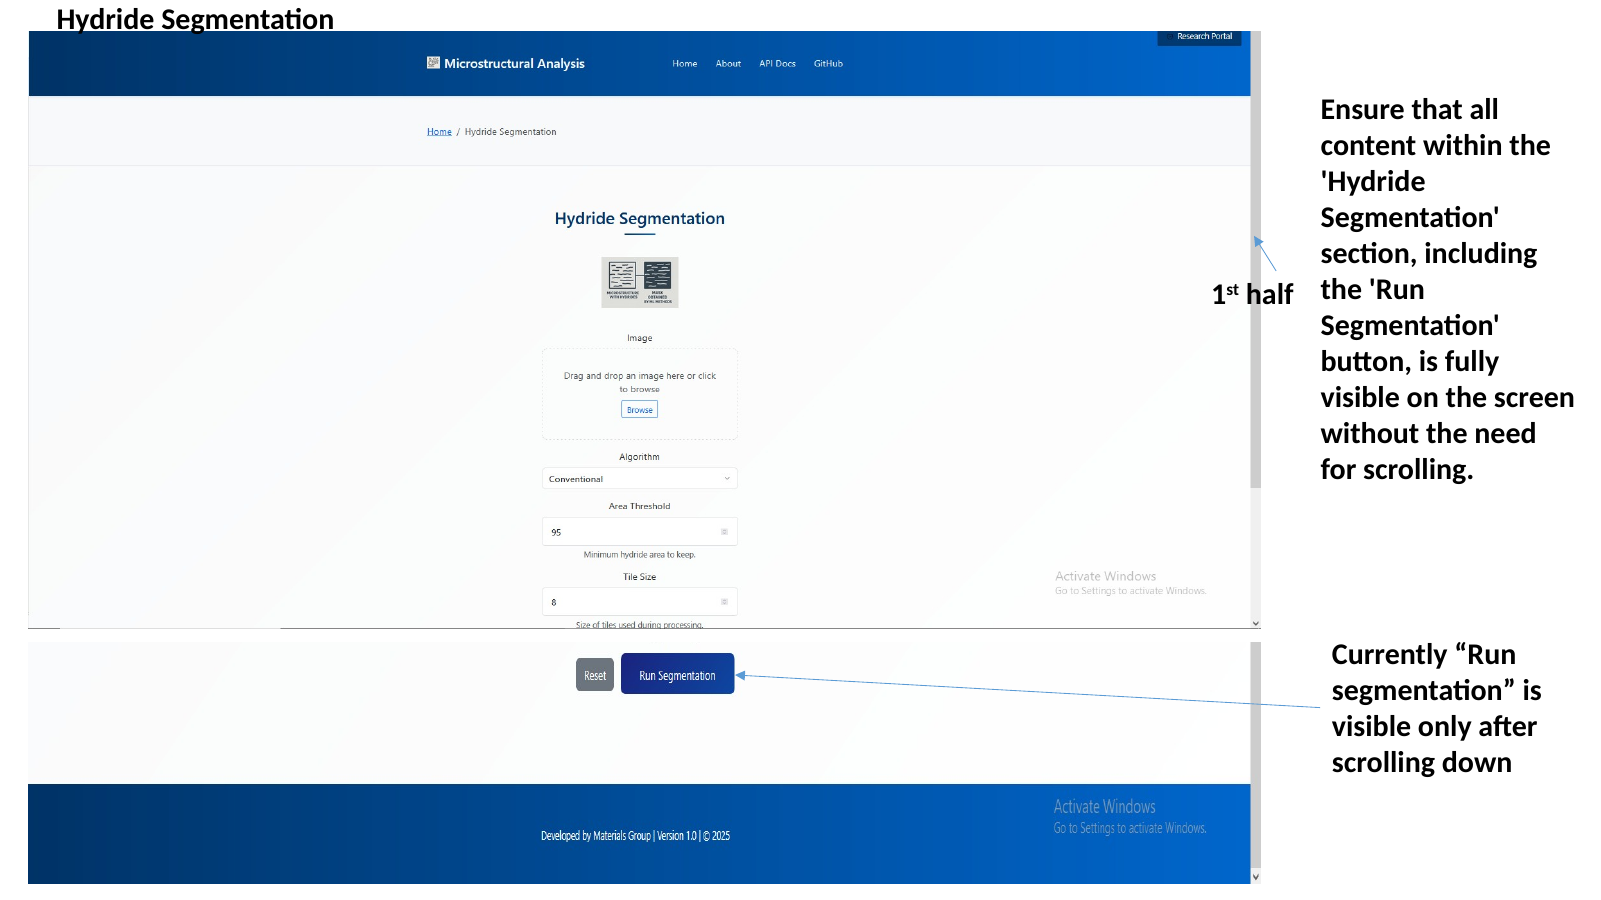 Hydride Segmentation
Research Portal
Microstructural Analysis
Home About API Docs GitHub
Home / Hydride Segmentation
Hydride Segmentation
MICROSTRUCTURE
WITH HYDRIDES
MASK
OBTAINED
Image
Drag and drop an image here or click
to browse
Browse
Algorithm
Conventional
Area Threshold
95
Minimum hydride area to keep.
Tile Size
8
Size of tiles used during processing.
Activate Windows
Go to Settings to activate Windows.
1st half
Ensure that all
content within the
'Hydride
Segmentation'
section, including
the 'Run
Segmentation'
button, is fully
visible on the screen
without the need
for scrolling.
Reset
Run Segmentation
Currently “Run
segmentation” is
visible only after
scrolling down
Activate Windows
Go to Settings to activate Windows.
Developed by Materials Group | Version 1.0 | © 2025